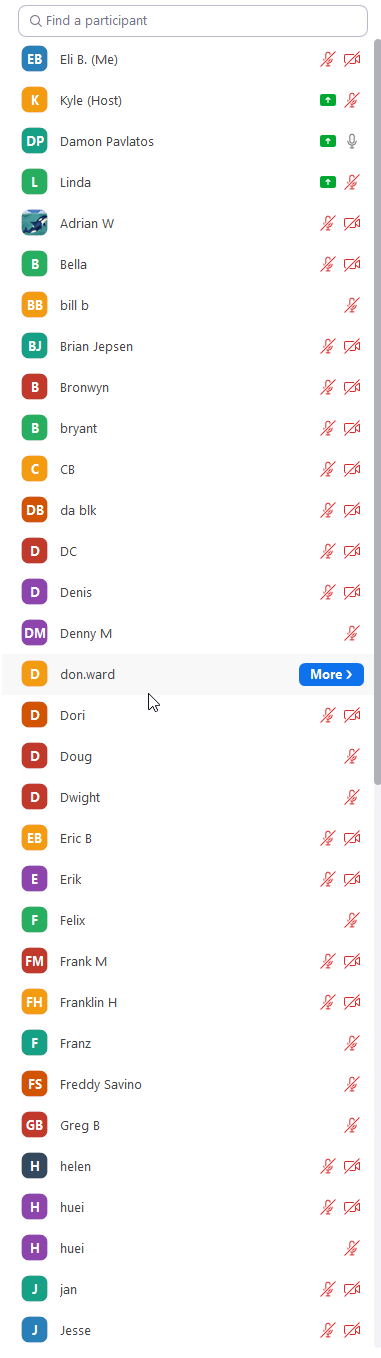 Find a participant
EB Eli B. (Me)
K Kyle (Host)
DP Damon Pavlatos
L Linda
Adrian W
B Bella
BB bill b
BJ Brian Jepsen
B Bronwyn
B bryant
C CB
DB da blk
D DC
D Denis
DM Denny M
D don.ward More
D Dori
D Doug
D Dwight
EB Eric B
E Erik
F Felix
FM Frank M
FH Franklin H
F Franz
FS Freddy Savino
GB Greg B
H helen
H huei
H huei
J jan
J Jesse